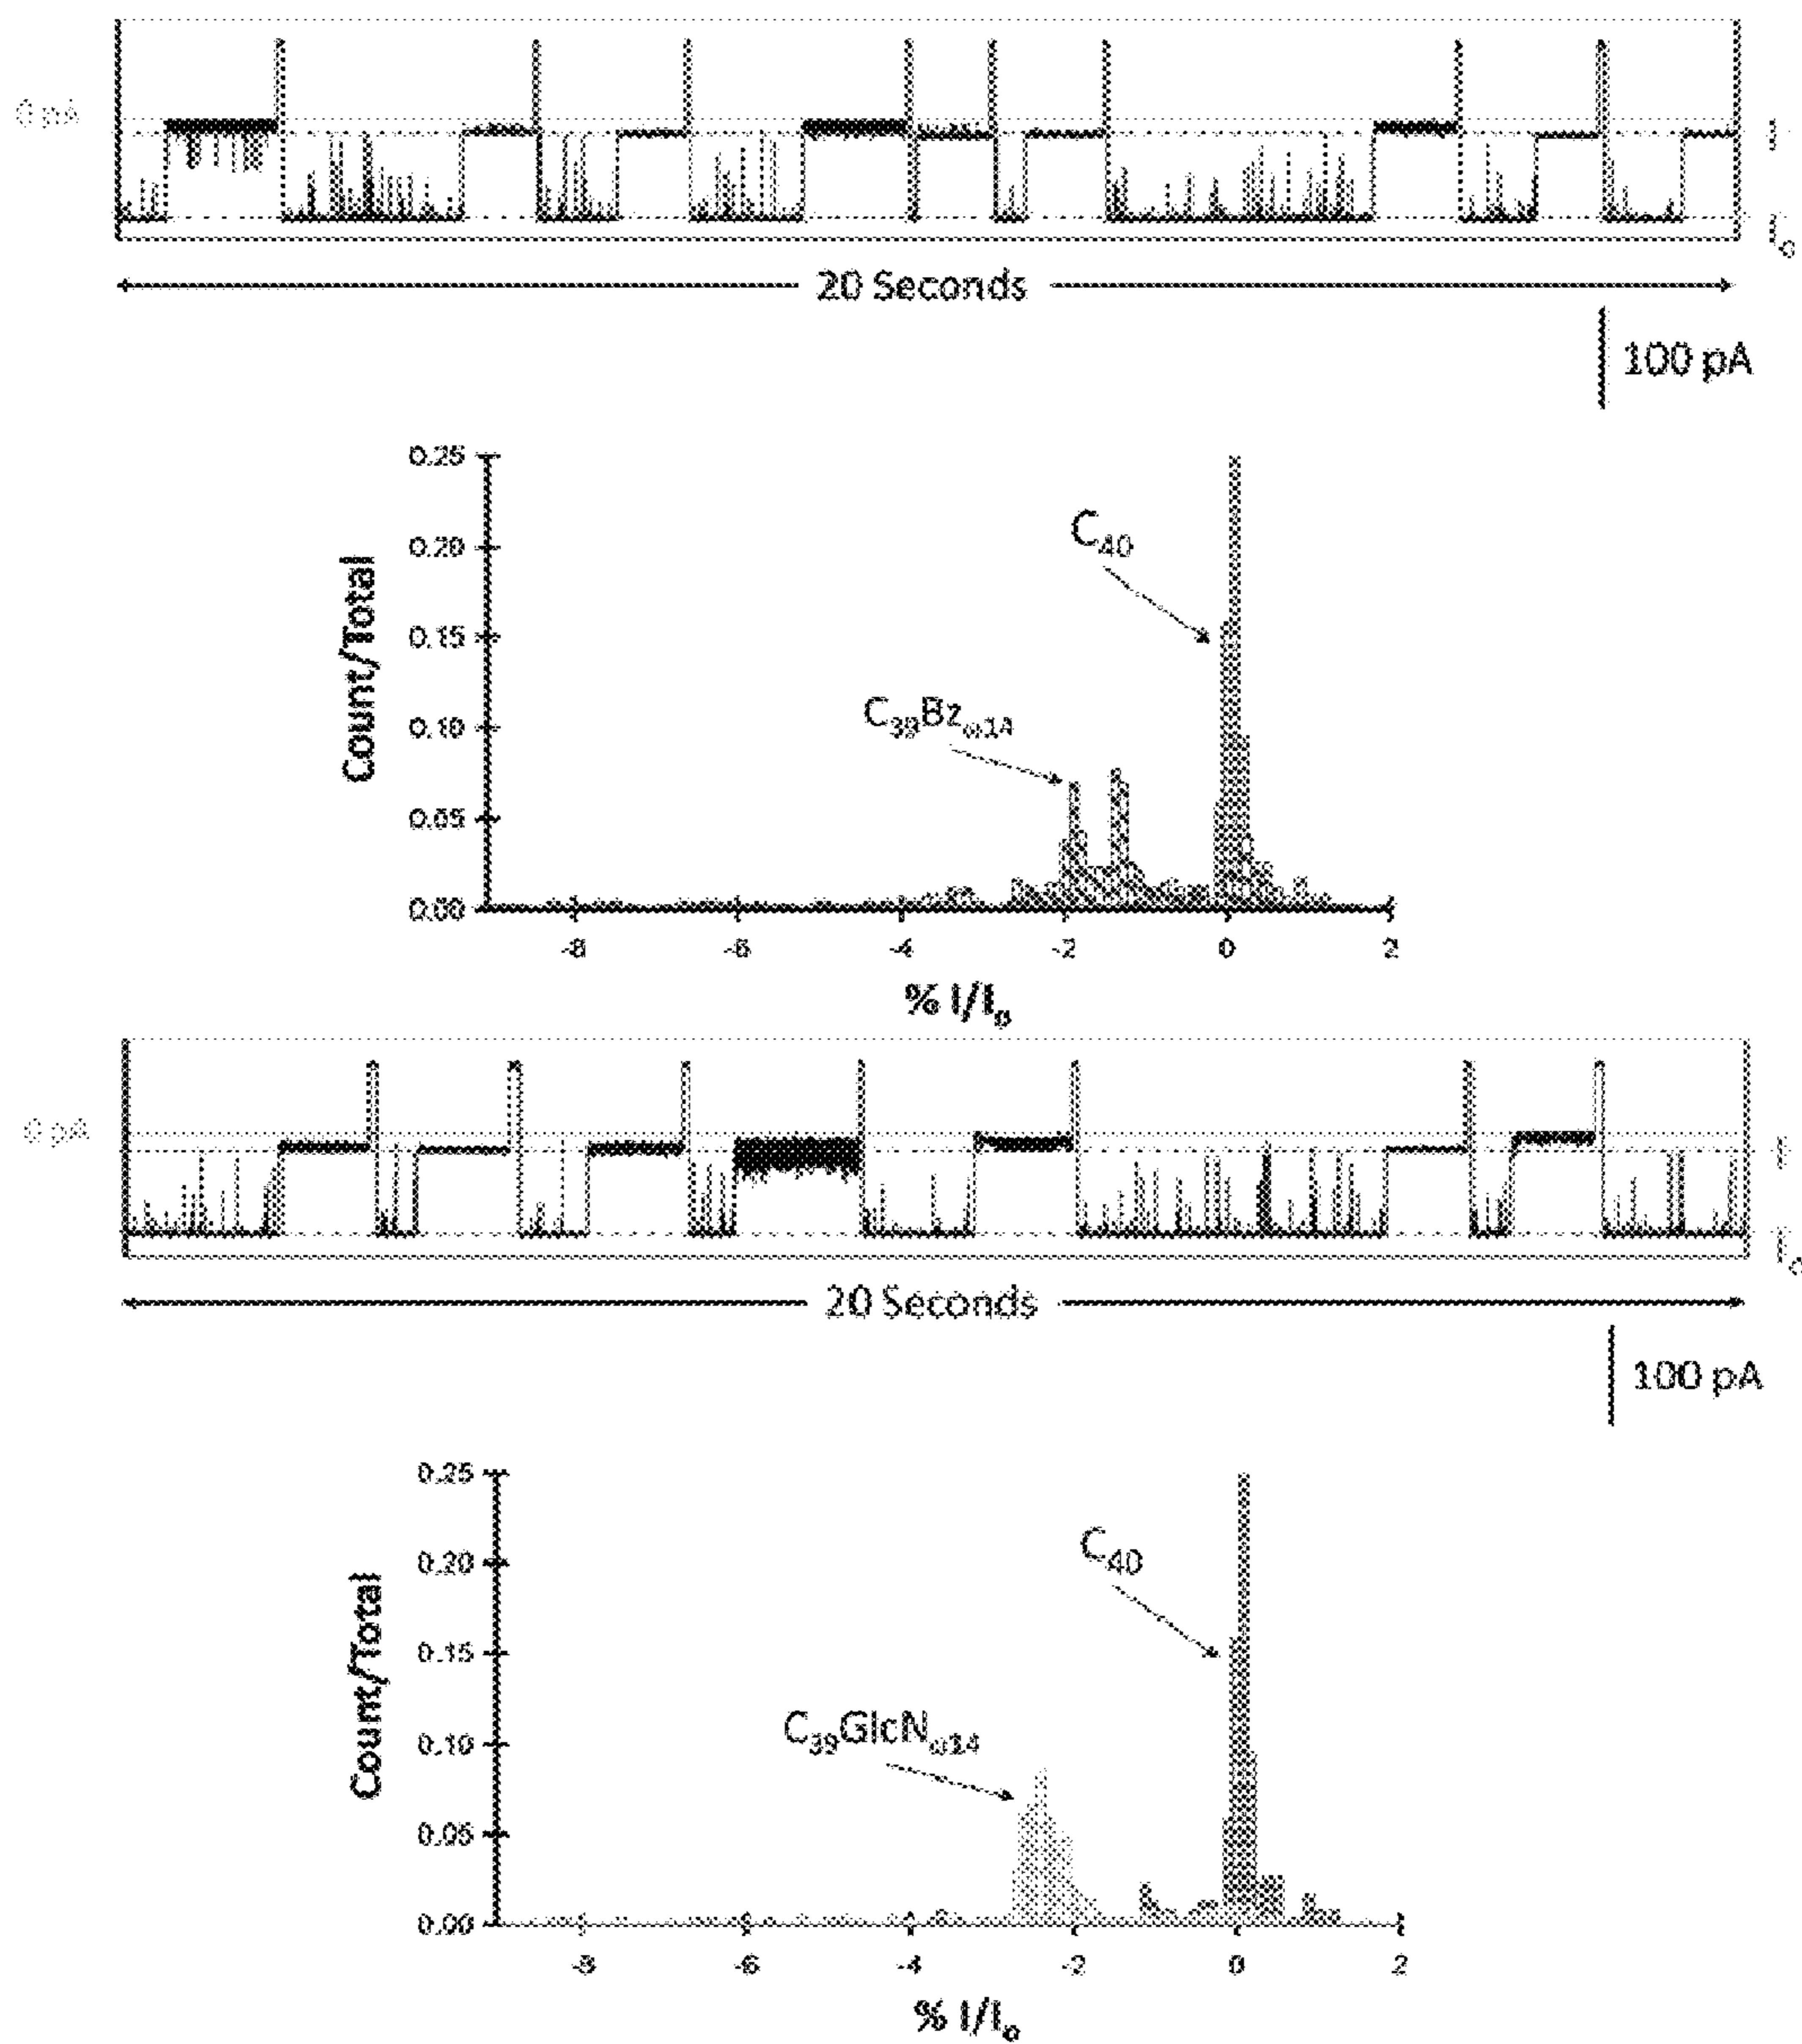 0 pA
I
I₀
20 Seconds
100 pA
0.25
C₄₀
0.20
Count/Total
0.15
C₃₉Bz_ω14
0.10
0.05
0.00
-8 -6 -4 -2 0 2
% I/I₀
0 pA
I
I₀
20 Seconds
100 pA
0.25
C₄₀
0.20
Count/Total
0.15
C₃₉GlcN_ω14
0.10
0.05
0.00
-8 -6 -4 -2 0 2
% I/I₀